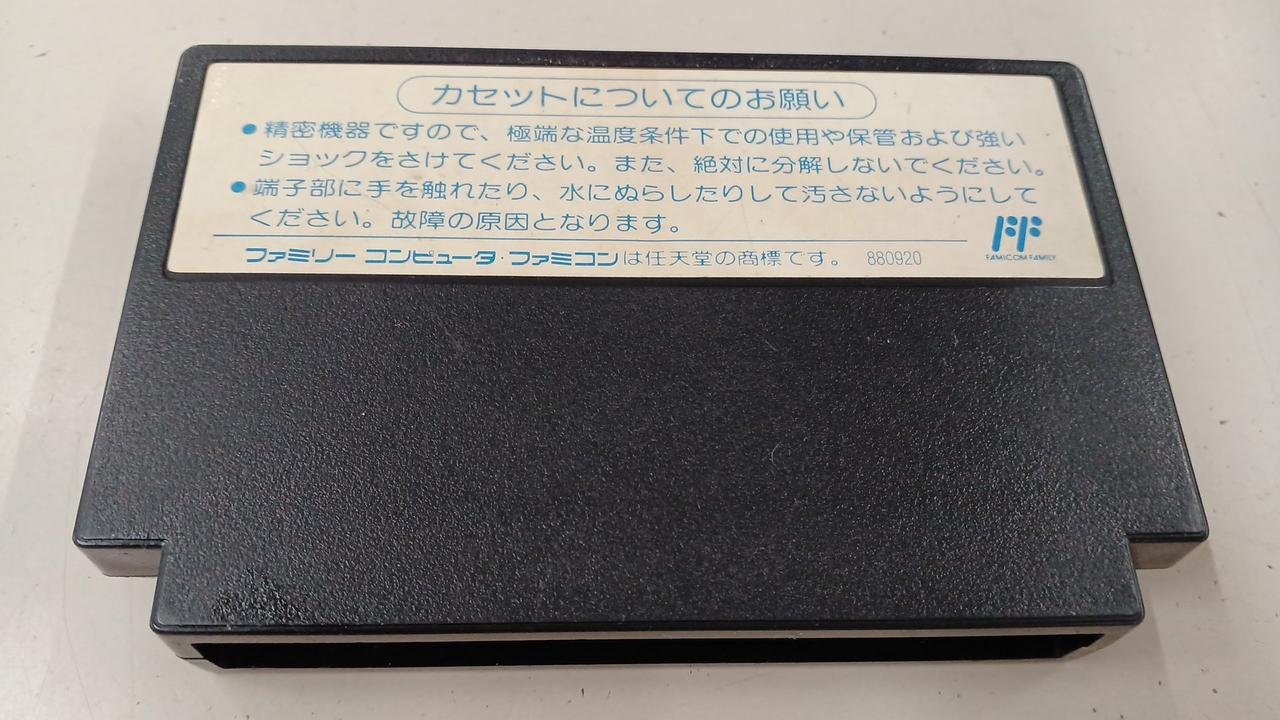 カセットについてのお願い
●精密機器ですので、極端な温度条件下での使用や保管および強い
ショックをさけてください。また、絶対に分解しないでください。
●端子部に手を触れたり、水にぬらしたりして汚さないようにして
ください。故障の原因となります。
ファミリー コンピュータ・ファミコンは任天堂の商標です。 880920
FF
FAMICOM FAMILY